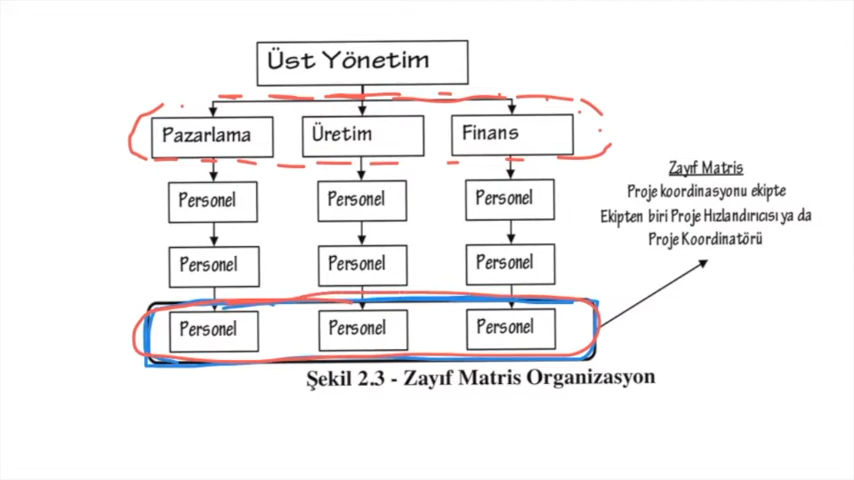 Üst Yönetim
Pazarlama Üretim Finans
Personel Personel Personel
Personel Personel Personel
Personel Personel Personel
Zayıf Matris
Proje koordinasyonu ekipte
Ekipten biri Proje Hızlandırıcısı ya da
Proje Koordinatörü
Şekil 2.3 - Zayıf Matris Organizasyon